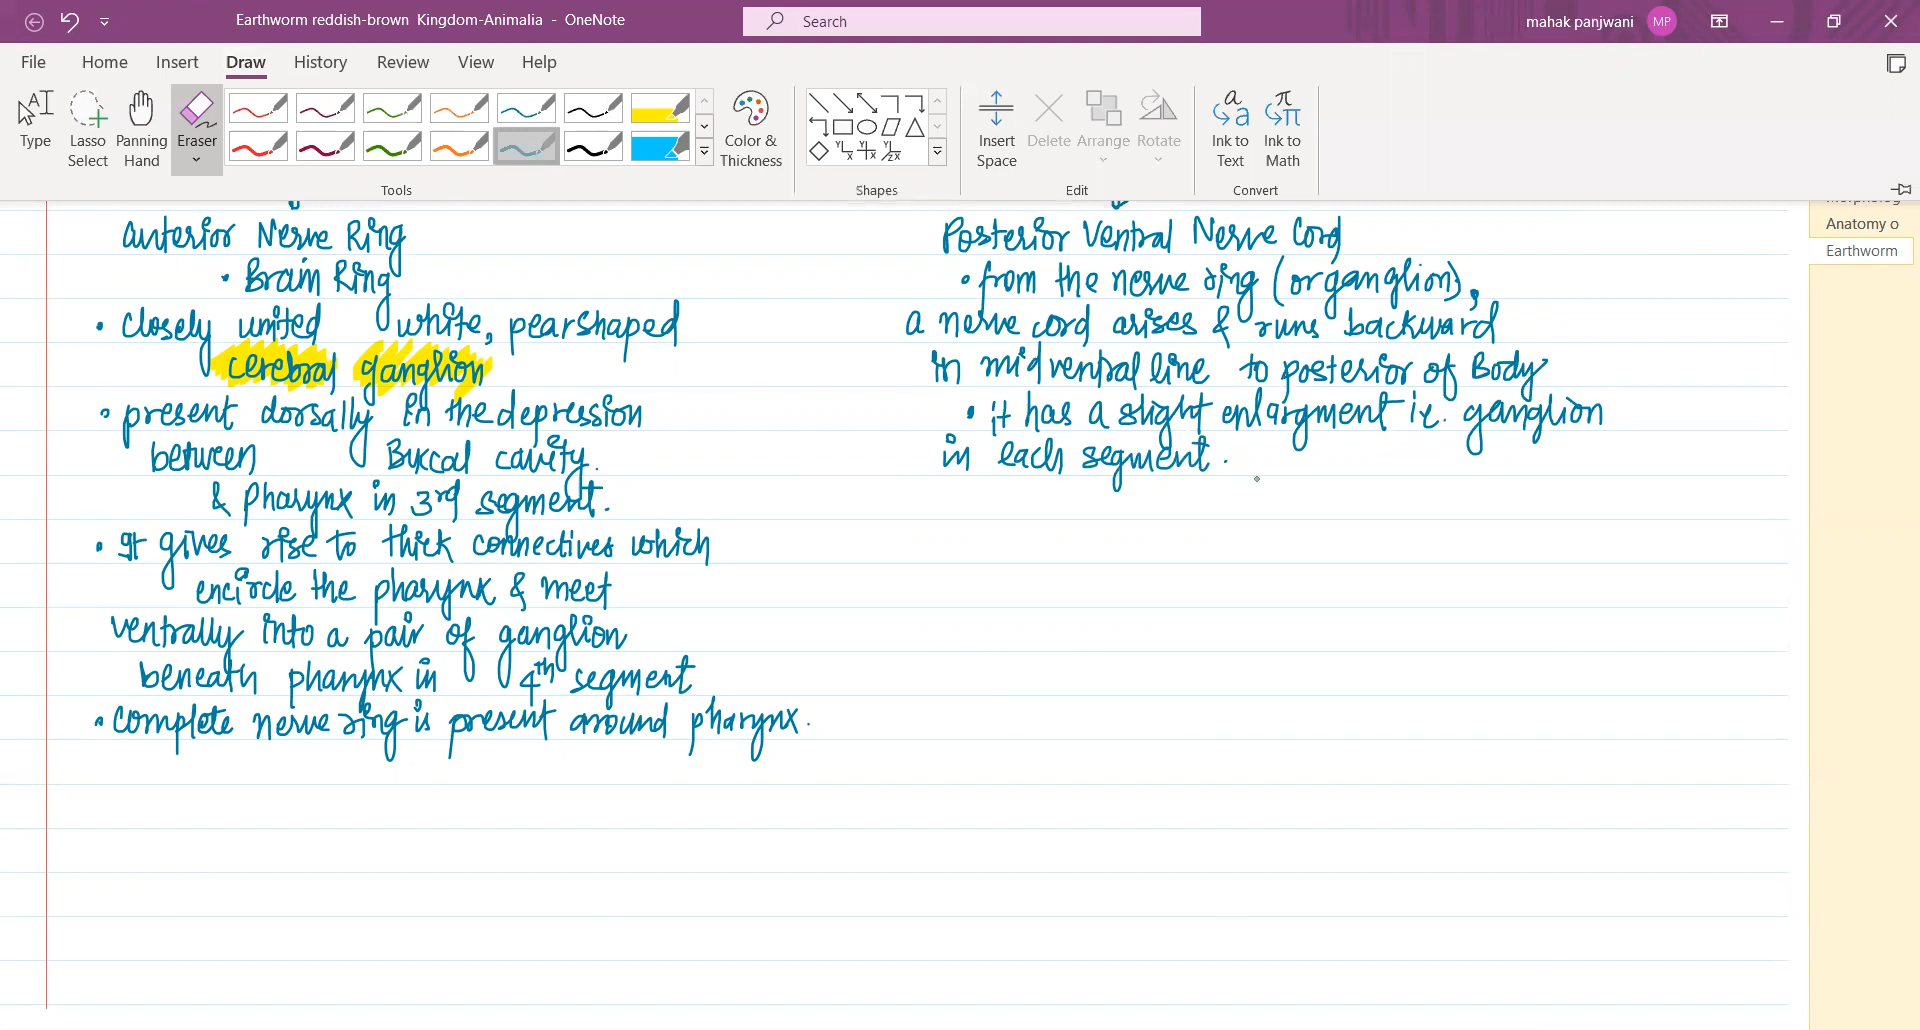 Earthworm reddish-brown Kingdom-Animalia - OneNote
Search
mahak panjwani
MP
File Home Insert Draw History Review View Help
Type
Lasso Select
Panning Hand
Eraser
Color & Thickness
Insert Space
Delete
Arrange
Rotate
Ink to Text
Ink to Math
Tools
Shapes
Edit
Convert
Anatomy o
Earthworm
Anterior Nerve Ring
• Brain Ring
• closely united white, pearshaped
cerebral ganglion
• present dorsally in the depression
between Buccal cavity.
& pharynx in 3rd segment.
• It gives rise to thick connectives which
encircle the pharynx & meet
ventrally into a pair of ganglion
beneath pharynx in 4th segment
• complete nerve ring is present around pharynx.
Posterior Ventral Nerve Cord
• from the nerve ring (or ganglion),
a nerve cord arises & runs backward
in midventral line to posterior of Body
• it has a slight enlargment i.e. ganglion
in each segment.